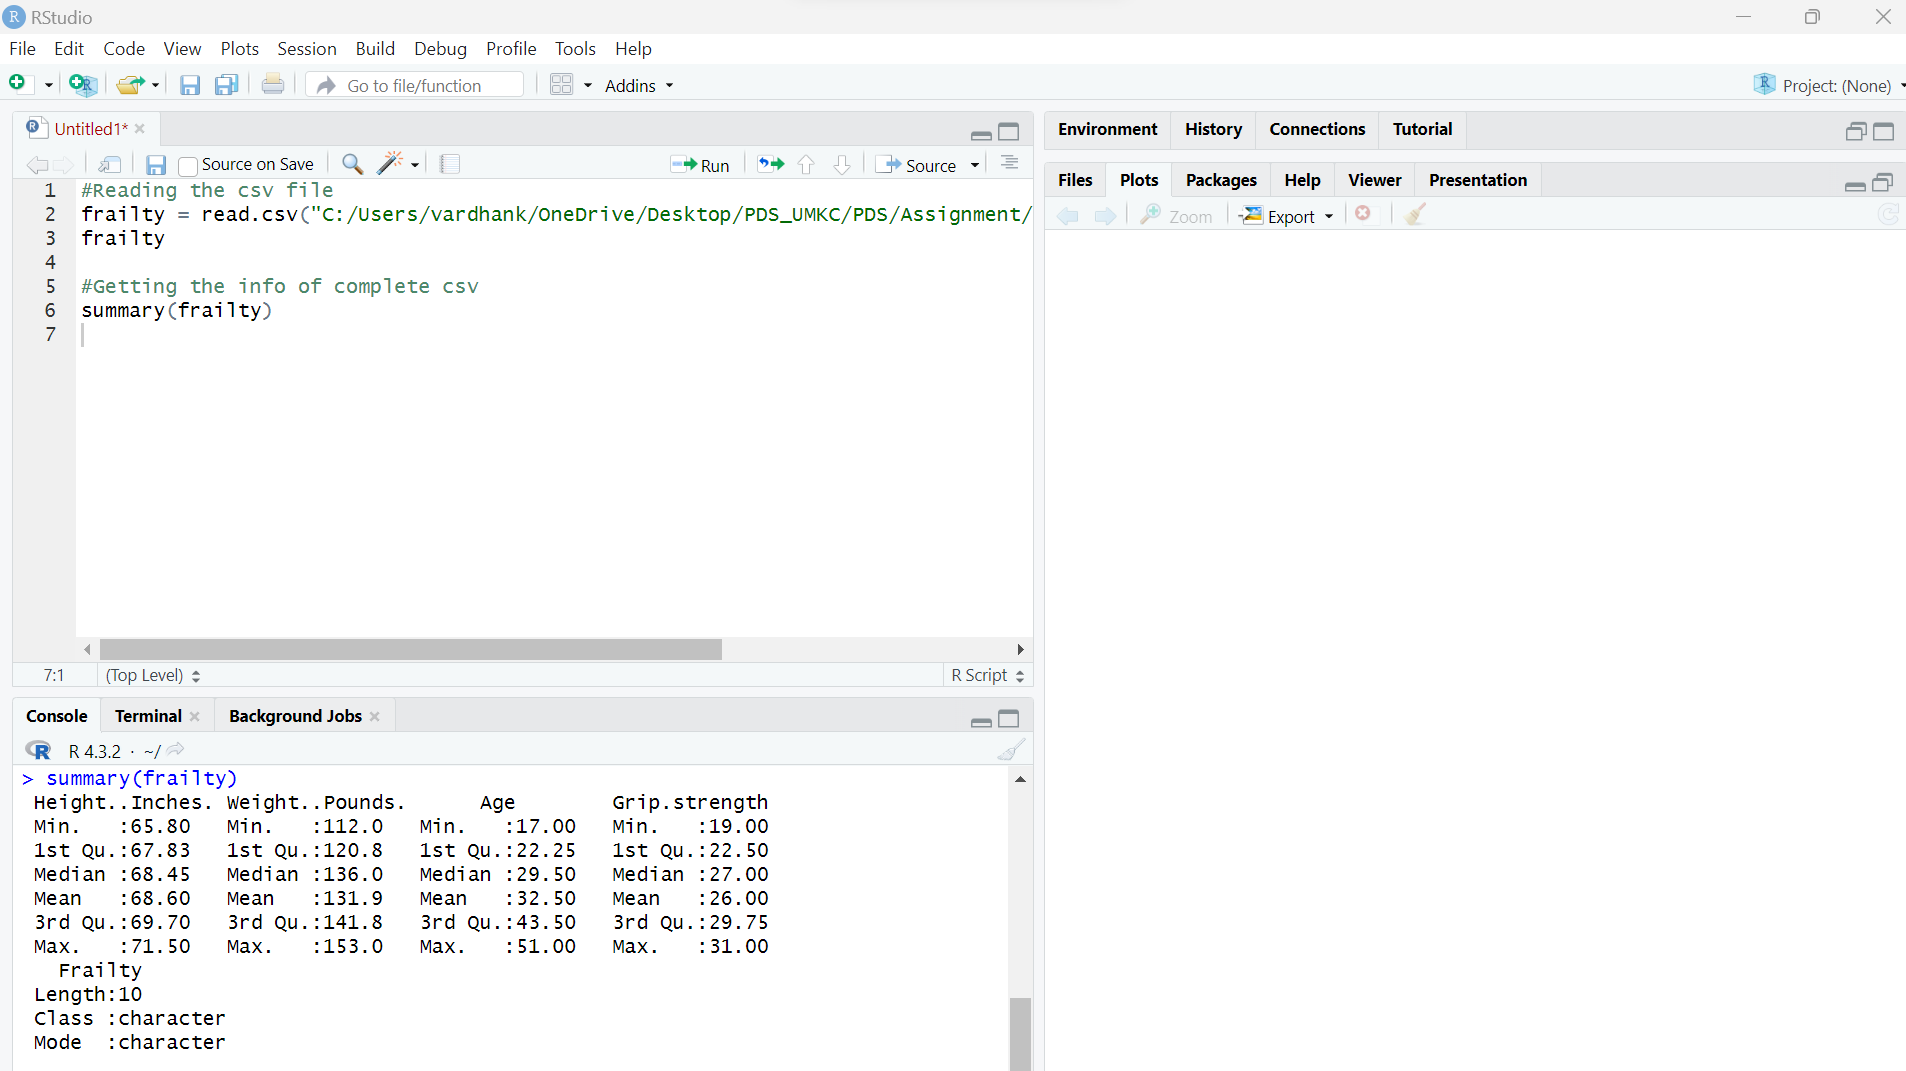 RStudio
File Edit Code View Plots Session Build Debug Profile Tools Help
Go to file/function Addins Project: (None)
Untitled1*
Source on Save Run Source
1 #Reading the csv file
2 frailty = read.csv("C:/Users/vardhank/OneDrive/Desktop/PDS_UMKC/PDS/Assignment/
3 frailty
4
5 #Getting the info of complete csv
6 summary(frailty)
7
7:1 (Top Level) R Script
Console Terminal Background Jobs
R 4.3.2 · ~/
> summary(frailty)
Height..Inches. Weight..Pounds. Age Grip.strength
Min. :65.80 Min. :112.0 Min. :17.00 Min. :19.00
1st Qu.:67.83 1st Qu.:120.8 1st Qu.:22.25 1st Qu.:22.50
Median :68.45 Median :136.0 Median :29.50 Median :27.00
Mean :68.60 Mean :131.9 Mean :32.50 Mean :26.00
3rd Qu.:69.70 3rd Qu.:141.8 3rd Qu.:43.50 3rd Qu.:29.75
Max. :71.50 Max. :153.0 Max. :51.00 Max. :31.00
Frailty
Length:10
Class :character
Mode :character
Environment History Connections Tutorial
Files Plots Packages Help Viewer Presentation
Zoom Export